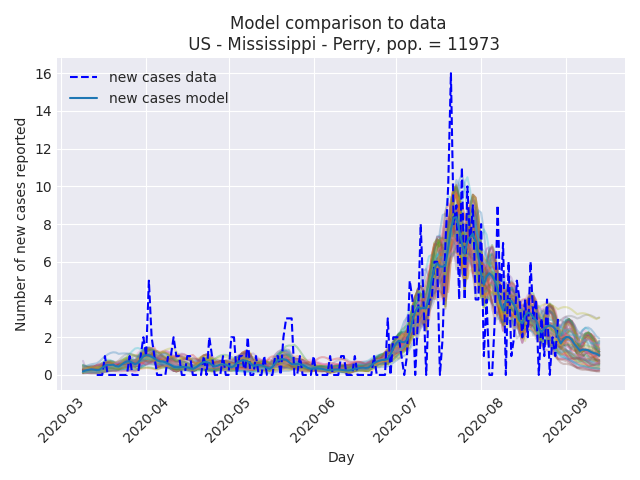 Model comparison to data
US - Mississippi - Perry, pop. = 11973
new cases data
new cases model
Number of new cases reported
16
14
12
10
8
6
4
2
0
2020-03
2020-04
2020-05
2020-06
2020-07
2020-08
2020-09
Day